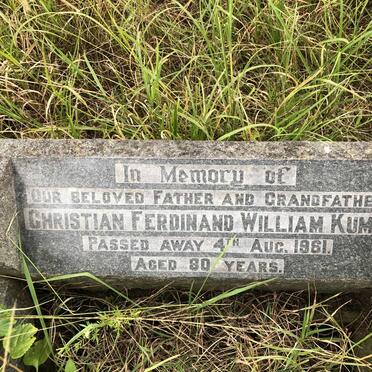 In Memory of
Our beloved Father and Grandfathe
Christian Ferdinand William Kum
Passed away 4th Aug. 1961.
Aged 80 years.